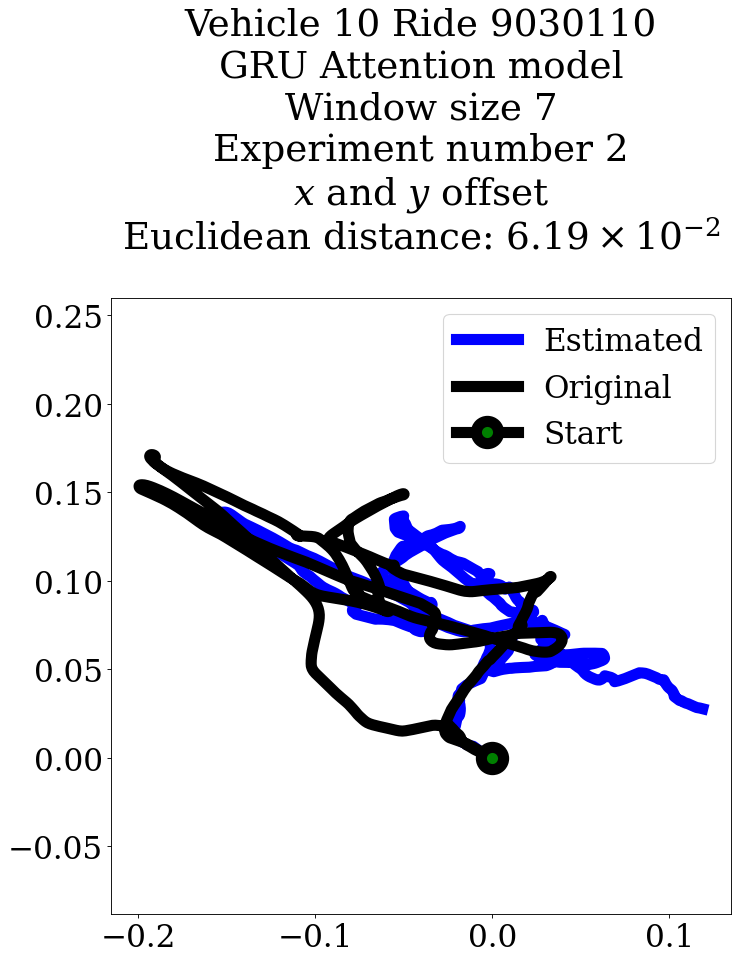 Vehicle 10 Ride 9030110
GRU Attention model
Window size 7
Experiment number 2
x and y offset
Euclidean distance: 6.19 × 10⁻²
0.25
0.20
0.15
0.10
0.05
0.00
−0.05
Estimated
Original
Start
−0.2 −0.1 0.0 0.1